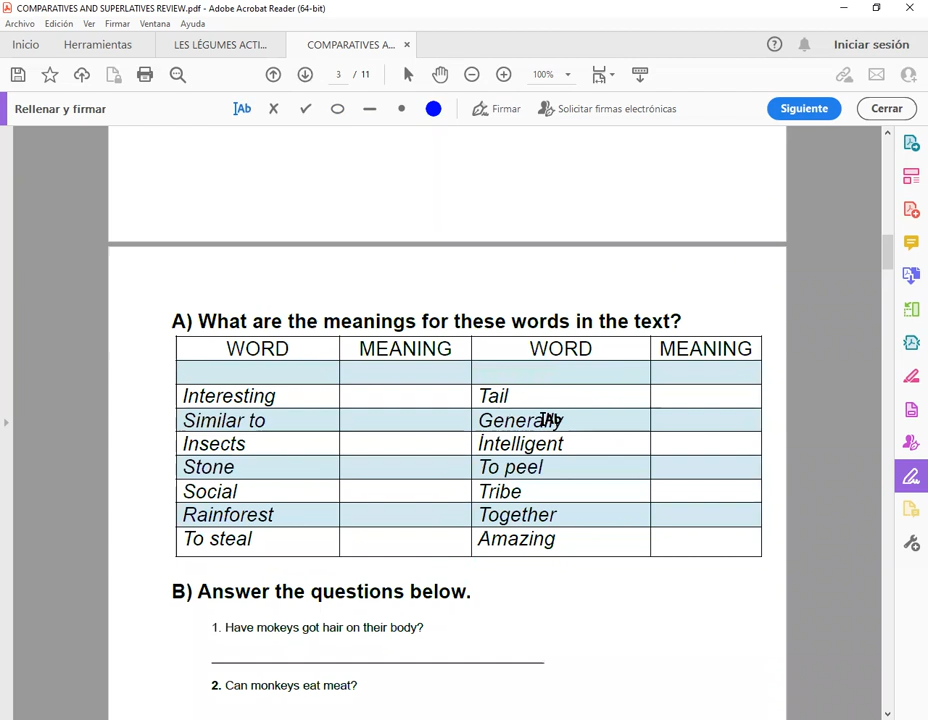 COMPARATIVES AND SUPERLATIVES REVIEW.pdf - Adobe Acrobat Reader (64-bit)
Archivo Edición Ver Firmar Ventana Ayuda
Inicio Herramientas LES LÉGUMES ACTI... COMPARATIVES A... × Iniciar sesión
3 / 11 100%
Rellenar y firmar Ab Firmar Solicitar firmas electrónicas Siguiente Cerrar
A) What are the meanings for these words in the text?
WORD MEANING WORD MEANING
Interesting Tail
Similar to Generally
Insects İntelligent
Stone To peel
Social Tribe
Rainforest Together
To steal Amazing
B) Answer the questions below.
1. Have mokeys got hair on their body?
2. Can monkeys eat meat?